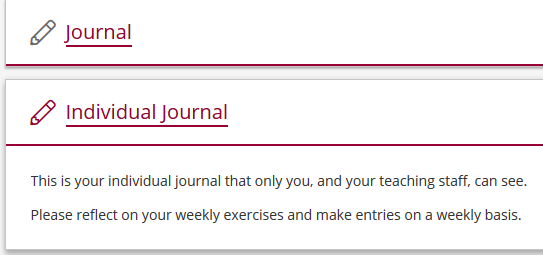 Journal
Individual Journal
This is your individual journal that only you, and your teaching staff, can see.
Please reflect on your weekly exercises and make entries on a weekly basis.